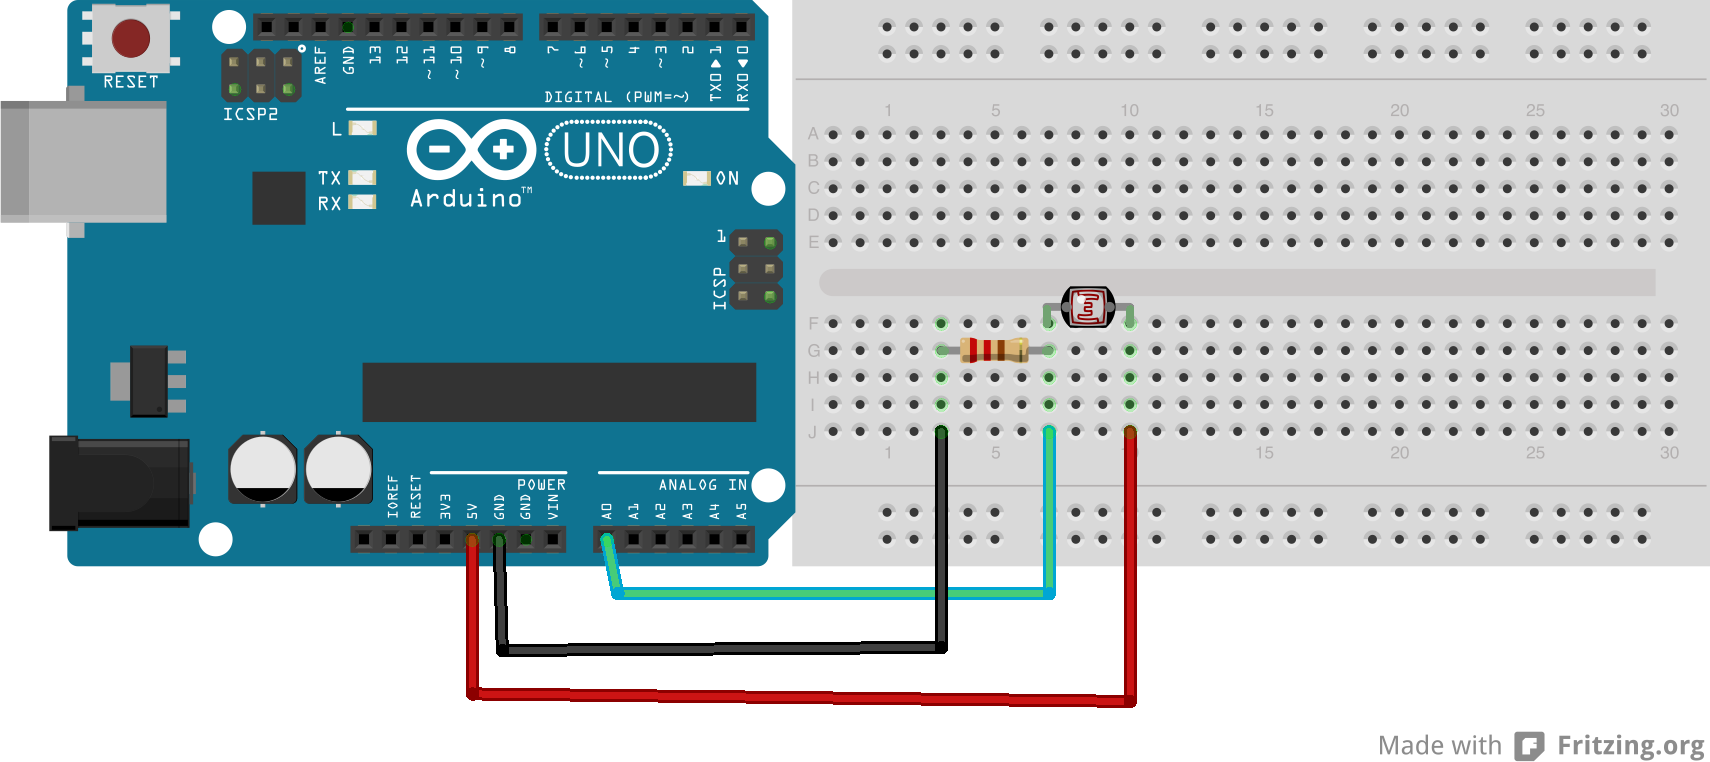 RESET
ICSP2
AREF
GND
13
12
~11
~10
~9
8
7
~6
~5
4
~3
2
TX0▶1
RX0◀0
DIGITAL (PWM=~)
L
TX
RX
UNO
Arduino™
ON
1
ICSP
IOREF
RESET
3V3
5V
GND
GND
VIN
POWER
ANALOG IN
A0
A1
A2
A3
A4
A5
1 5 10 15 20 25 30
A
B
C
D
E
F
G
H
I
J
1 5 15 20 25 30
Made with Fritzing.org